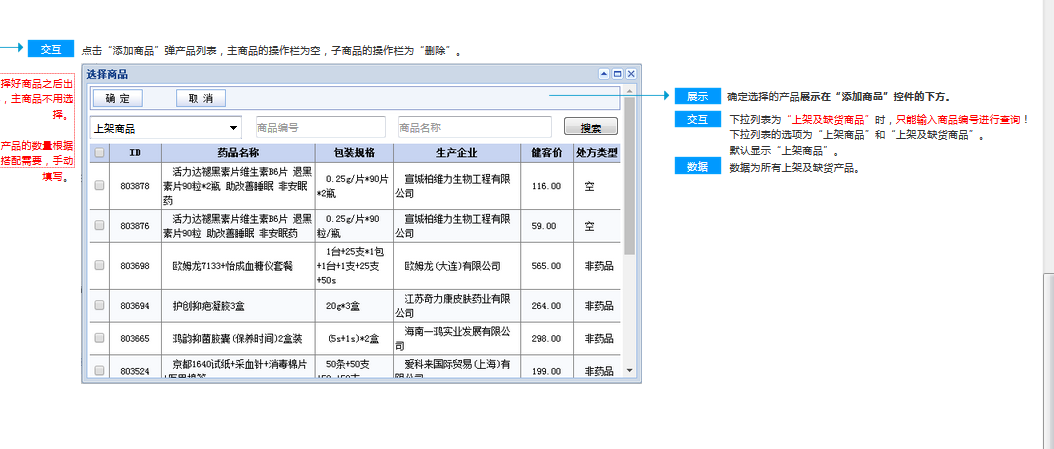 交互 点击“添加商品”弹产品列表，主商品的操作栏为空，子商品的操作栏为“删除”。
择好商品之后出
，主商品不用选
择。
产品的数量根据
搭配需要，手动
填写。
选择商品
确 定 取 消
上架商品 商品编号 商品名称 搜索
ID 药品名称 包装规格 生产企业 健客价 处方类型
803878 活力达褪黑素片维生素B6片 退黑素片90粒*2瓶 助改善睡眠 非安眠药 0.25g/片*90片*2瓶 宣城柏维力生物工程有限公司 116.00 空
803876 活力达褪黑素片维生素B6片 退黑素片90粒 助改善睡眠 非安眠药 0.25g/片*90粒/瓶 宣城柏维力生物工程有限公司 59.00 空
803698 欧姆龙7133+怡成血糖仪套餐 1台+25支*1包+1台+1支+25支+50s 欧姆龙(大连)有限公司 565.00 非药品
803694 护创抑疤凝胶3盒 20g*3盒 江苏奇力康皮肤药业有限公司 264.00 非药品
803665 鸿韵抑菌胶囊(保养时间)2盒装 (5s+1s)*2盒 海南一鸿实业发展有限公司 298.00 非药品
803524 京都1640试纸+采血针+消毒棉片 50条+50支 爱科来国际贸易(上海)有 199.00 非药品
展示 确定选择的产品展示在“添加商品”控件的下方。
交互 下拉列表为“上架及缺货商品”时，只能输入商品编号进行查询！
下拉列表的选项为“上架商品”和“上架及缺货商品”。
默认显示“上架商品”。
数据 数据为所有上架及缺货产品。